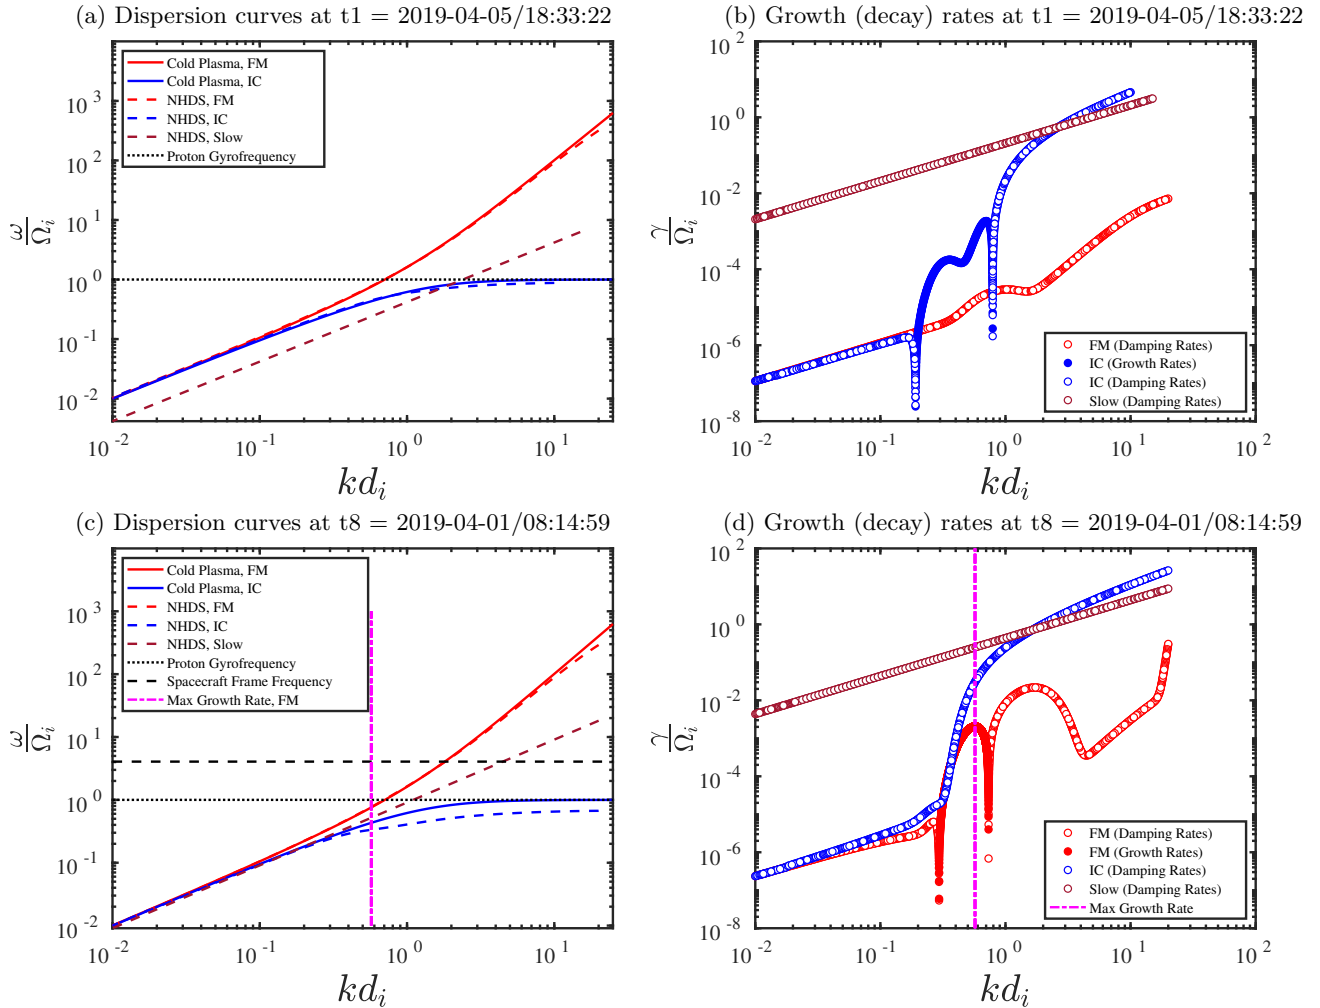 (a) Dispersion curves at t1 = 2019-04-05/18:33:22
Cold Plasma, FM
Cold Plasma, IC
NHDS, FM
NHDS, IC
NHDS, Slow
Proton Gyrofrequency
10^3
10^2
10^1
10^0
10^-1
10^-2
ω/Ω_i
10^-2 10^-1 10^0 10^1
kd_i
(b) Growth (decay) rates at t1 = 2019-04-05/18:33:22
10^2
10^0
10^-2
10^-4
10^-6
10^-8
γ/Ω_i
FM (Damping Rates)
IC (Growth Rates)
IC (Damping Rates)
Slow (Damping Rates)
10^-2 10^-1 10^0 10^1 10^2
kd_i
(c) Dispersion curves at t8 = 2019-04-01/08:14:59
Cold Plasma, FM
Cold Plasma, IC
NHDS, FM
NHDS, IC
NHDS, Slow
Proton Gyrofrequency
Spacecraft Frame Frequency
Max Growth Rate, FM
10^3
10^2
10^1
10^0
10^-1
10^-2
ω/Ω_i
10^-2 10^-1 10^0 10^1
kd_i
(d) Growth (decay) rates at t8 = 2019-04-01/08:14:59
10^2
10^0
10^-2
10^-4
10^-6
10^-8
γ/Ω_i
FM (Damping Rates)
FM (Growth Rates)
IC (Damping Rates)
Slow (Damping Rates)
Max Growth Rate
10^-2 10^-1 10^0 10^1 10^2
kd_i